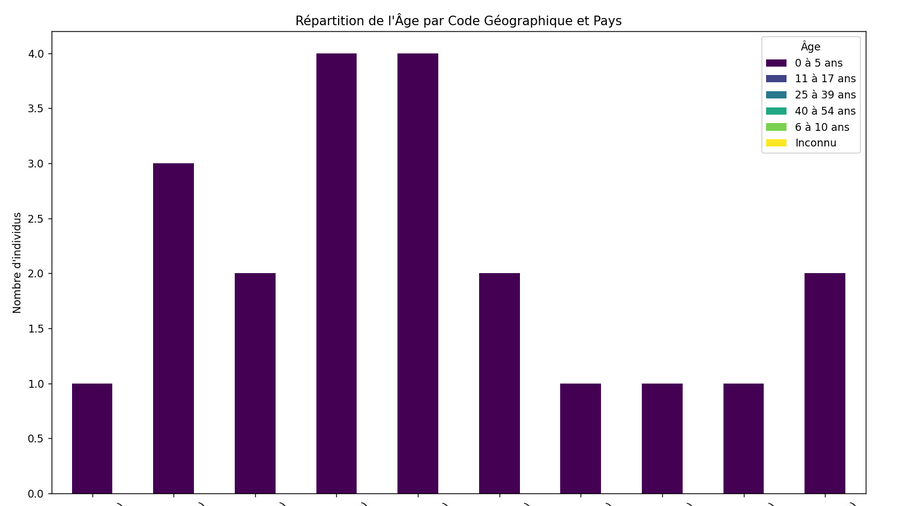 Répartition de l'Âge par Code Géographique et Pays
Âge
0 à 5 ans
11 à 17 ans
25 à 39 ans
40 à 54 ans
6 à 10 ans
Inconnu
Nombre d'individus
4.0
3.5
3.0
2.5
2.0
1.5
1.0
0.5
0.0